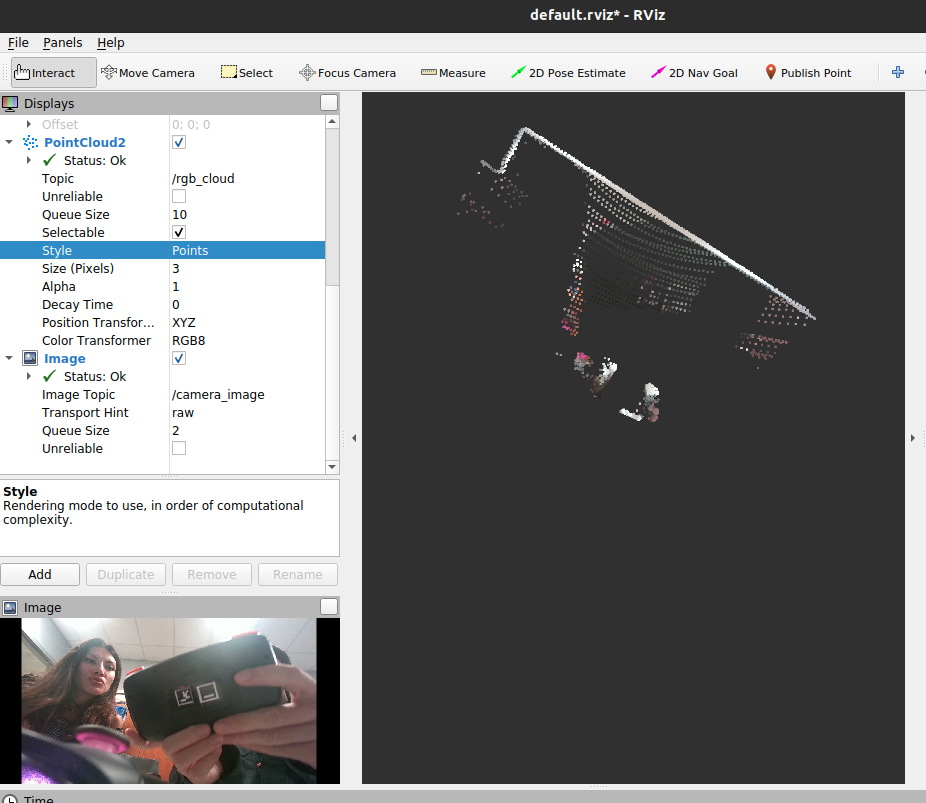 default.rviz* - RViz
File Panels Help
Interact Move Camera Select Focus Camera Measure 2D Pose Estimate 2D Nav Goal Publish Point
Displays
Offset 0; 0; 0
PointCloud2
Status: Ok
Topic /rgb_cloud
Unreliable
Queue Size 10
Selectable
Style Points
Size (Pixels) 3
Alpha 1
Decay Time 0
Position Transfor... XYZ
Color Transformer RGB8
Image
Status: Ok
Image Topic /camera_image
Transport Hint raw
Queue Size 2
Unreliable
Style
Rendering mode to use, in order of computational
complexity.
Add Duplicate Remove Rename
Image
Time